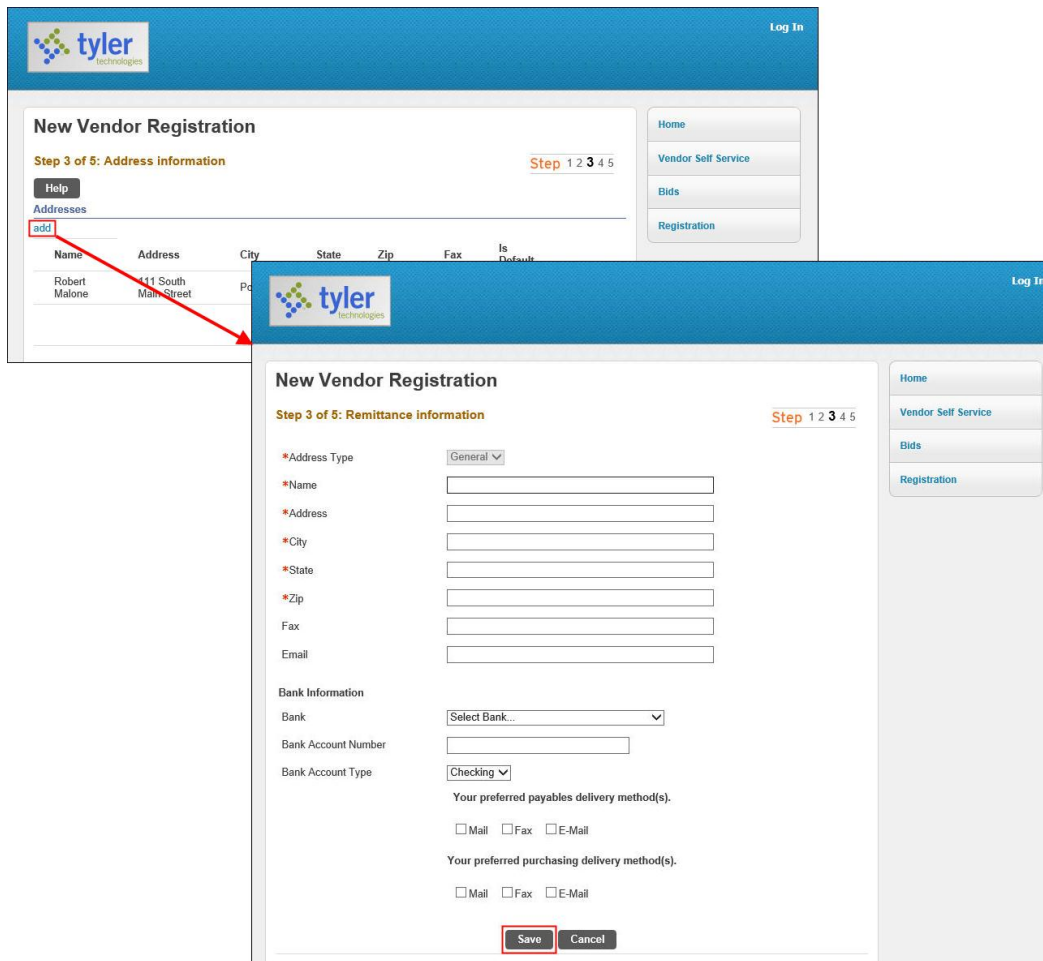 tyler
technologies
Log In
New Vendor Registration
Step 3 of 5: Address information
Step 1 2 3 4 5
Help
Addresses
add
Name Address City State Zip Fax Is Default
Robert Malone 111 South Main Street
Home
Vendor Self Service
Bids
Registration
tyler
technologies
Log In
New Vendor Registration
Step 3 of 5: Remittance information
Step 1 2 3 4 5
*Address Type General
*Name
*Address
*City
*State
*Zip
Fax
Email
Bank Information
Bank Select Bank...
Bank Account Number
Bank Account Type Checking
Your preferred payables delivery method(s).
Mail Fax E-Mail
Your preferred purchasing delivery method(s).
Mail Fax E-Mail
Save Cancel
Home
Vendor Self Service
Bids
Registration